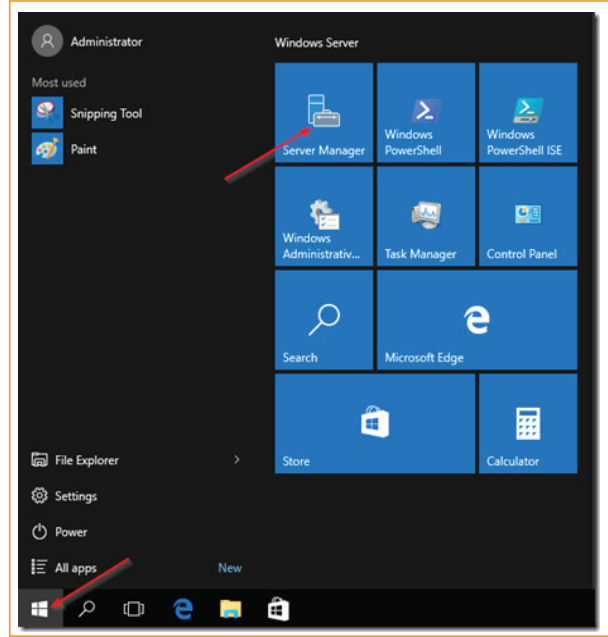 Administrator
Most used
Snipping Tool
Paint
File Explorer
Settings
Power
All apps
New
Windows Server
Server Manager
Windows
PowerShell
Windows
PowerShell ISE
Windows
Administrativ...
Task Manager
Control Panel
Search
Microsoft Edge
Store
Calculator